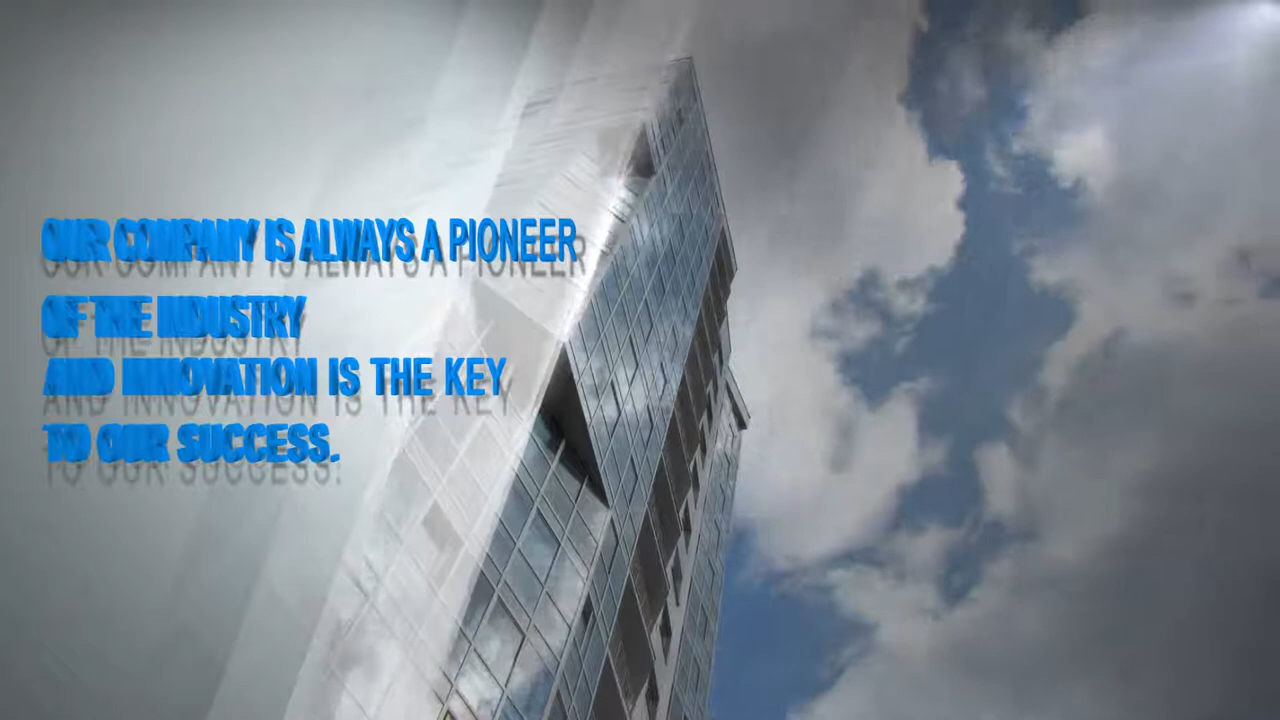 OUR COMPANY IS ALWAYS A PIONEER
OF THE INDUSTRY
AND INNOVATION IS THE KEY
TO OUR SUCCESS.